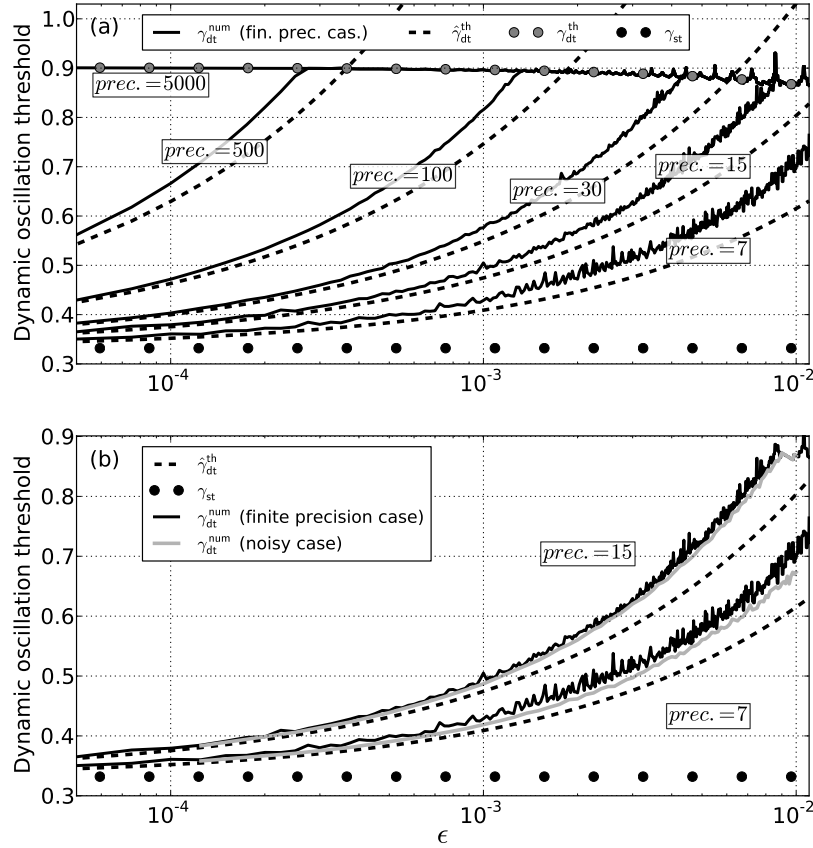 (a)
γ_dt^num (fin. prec. cas.) γ̂_dt^th γ_dt^th γ_st
prec. =5000
prec. =500
prec. =100
prec. =30
prec. =15
prec. =7
Dynamic oscillation threshold
1.0
0.9
0.8
0.7
0.6
0.5
0.4
0.3
10^-4 10^-3 10^-2
(b)
γ̂_dt^th
γ_st
γ_dt^num (finite precision case)
γ_dt^num (noisy case)
prec. =15
prec. =7
Dynamic oscillation threshold
0.9
0.8
0.7
0.6
0.5
0.4
0.3
10^-4 10^-3 10^-2
ϵ